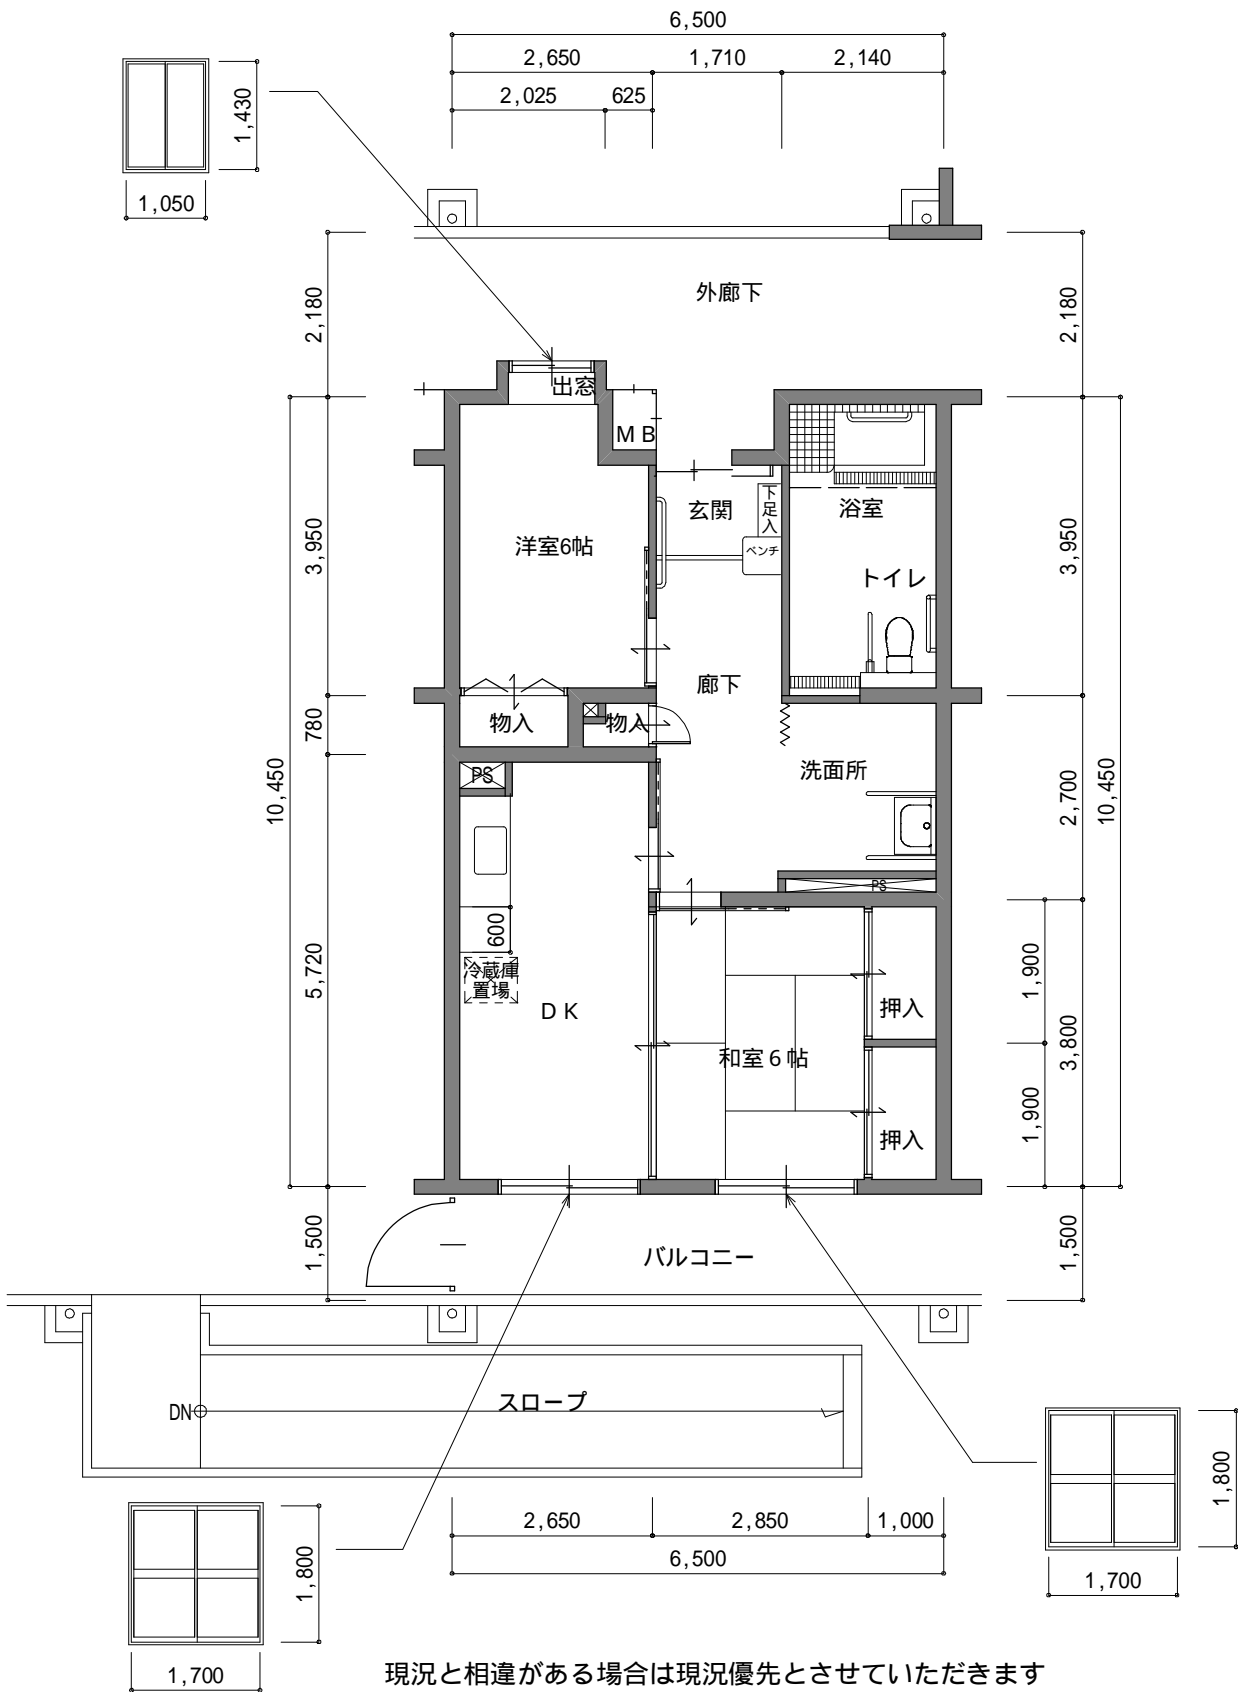 6,500
2,650
1,710
2,140
2,025
625
1,430
1,050
2,180
外廊下
2,180
出窓
ＭＢ
玄関
下足入
ベンチ
浴室
洋室6帖
トイレ
3,950
3,950
廊下
物入
物入
780
洗面所
PS
10,450
2,700
10,450
PS
600
冷蔵庫
置場
ＤＫ
5,720
1,900
押入
3,800
和室６帖
1,900
押入
1,500
バルコニー
1,500
スロープ
DN
2,650
2,850
1,000
6,500
1,800
1,700
1,800
1,700
現況と相違がある場合は現況優先とさせていただきます